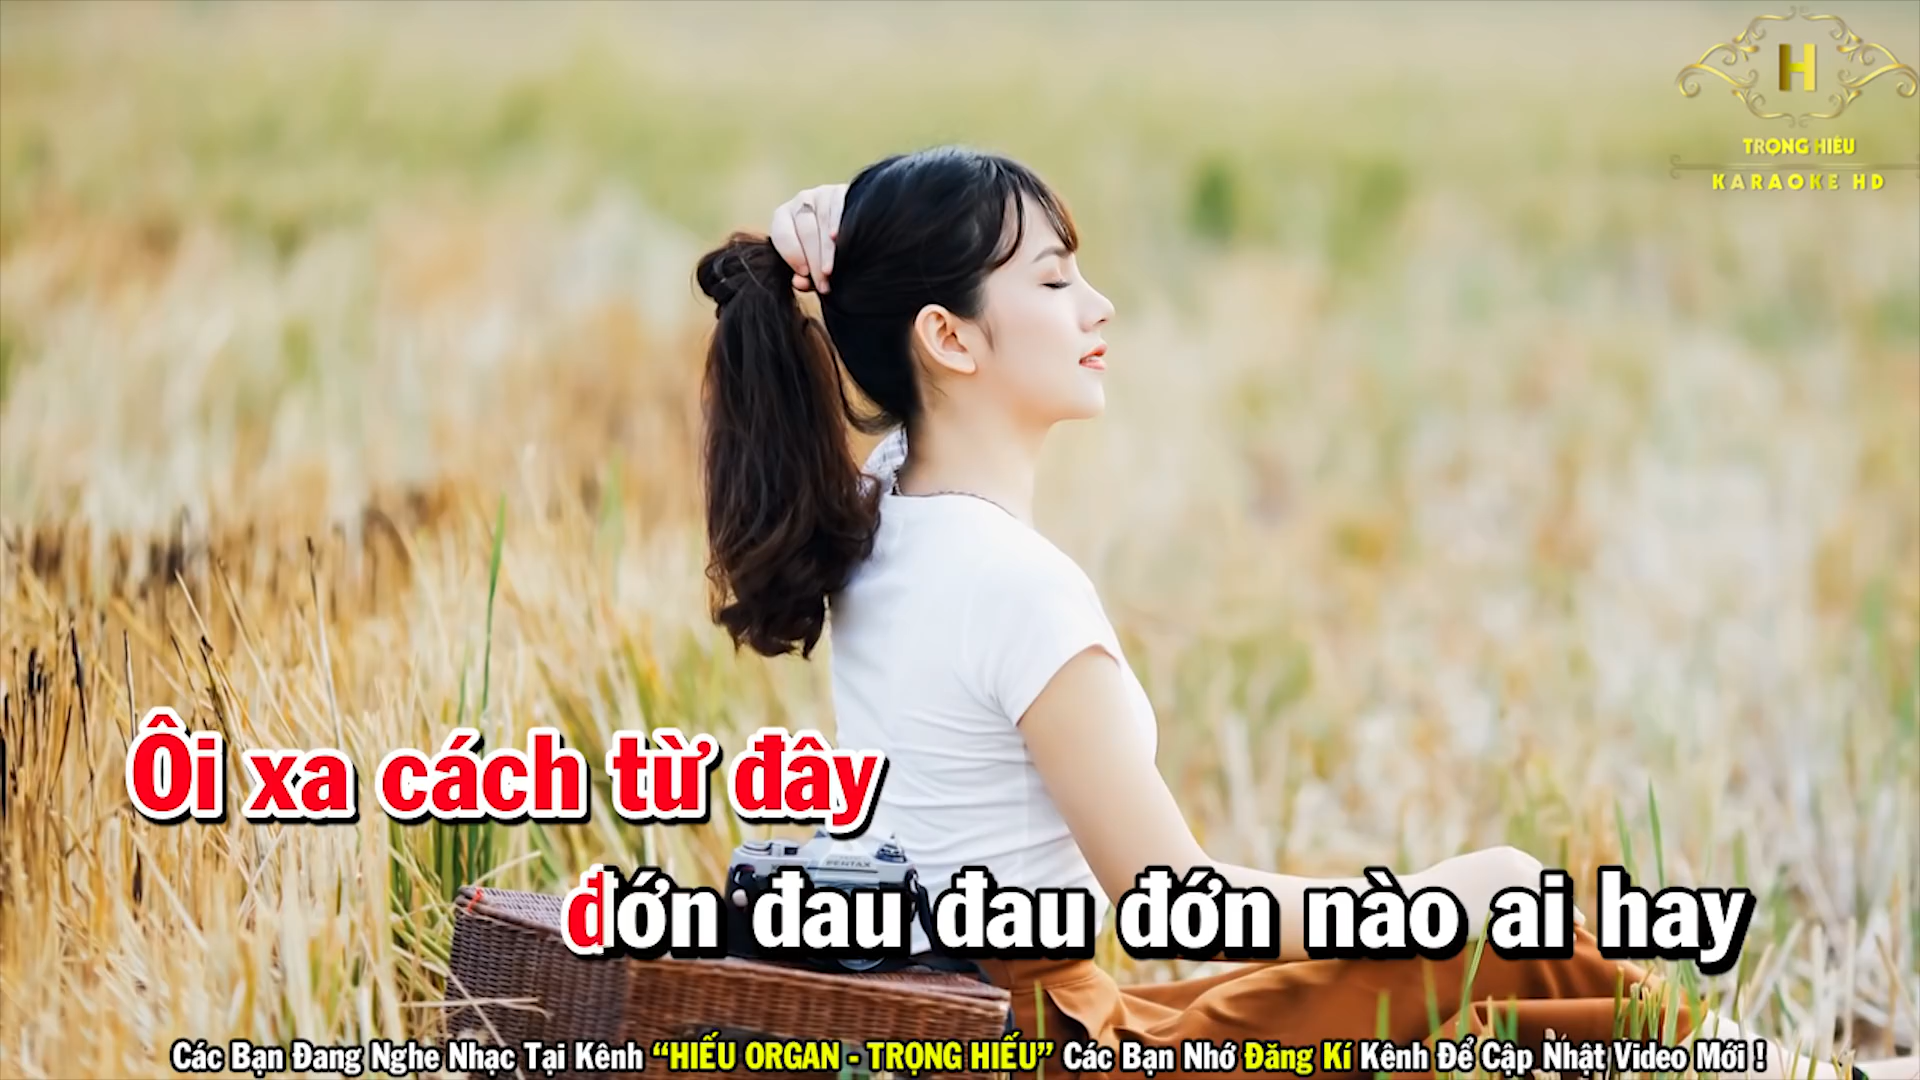 H
TRỌNG HIẾU
KARAOKE HD
Ôi xa cách từ đây
PENTAX
đớn đau đau đớn nào ai hay
Các Bạn Đang Nghe Nhạc Tại Kênh “HIẾU ORGAN - TRỌNG HIẾU” Các Bạn Nhớ Đăng Kí Kênh Để Cập Nhật Video Mới !